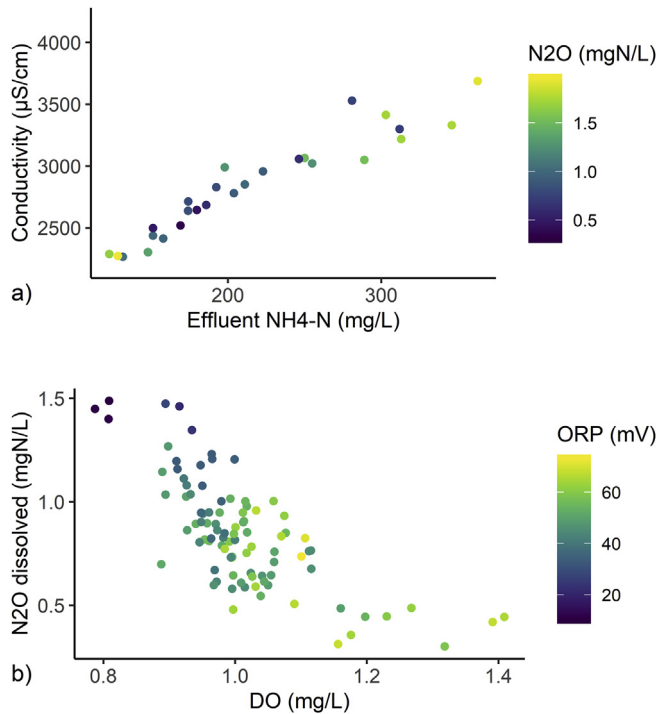 4000
3500
3000
2500
Conductivity (µS/cm)
200
300
Effluent NH4-N (mg/L)
a)
N2O (mgN/L)
1.5
1.0
0.5
1.5
1.0
0.5
N2O dissolved (mgN/L)
0.8
1.0
1.2
1.4
DO (mg/L)
b)
ORP (mV)
60
40
20